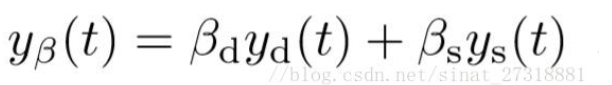 y_β(t) = β_d y_d(t) + β_s y_s(t)
//blog.csdn.net/sinat_27318881